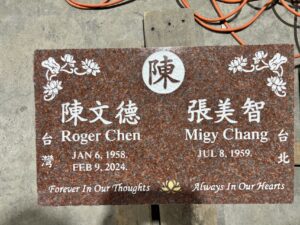 陳
陳文德
張美智
Roger Chen
Migy Chang
台灣
台北
JAN 6, 1958.
FEB 9, 2024.
JUL 8, 1959.
Forever In Our Thoughts
Always In Our Hearts